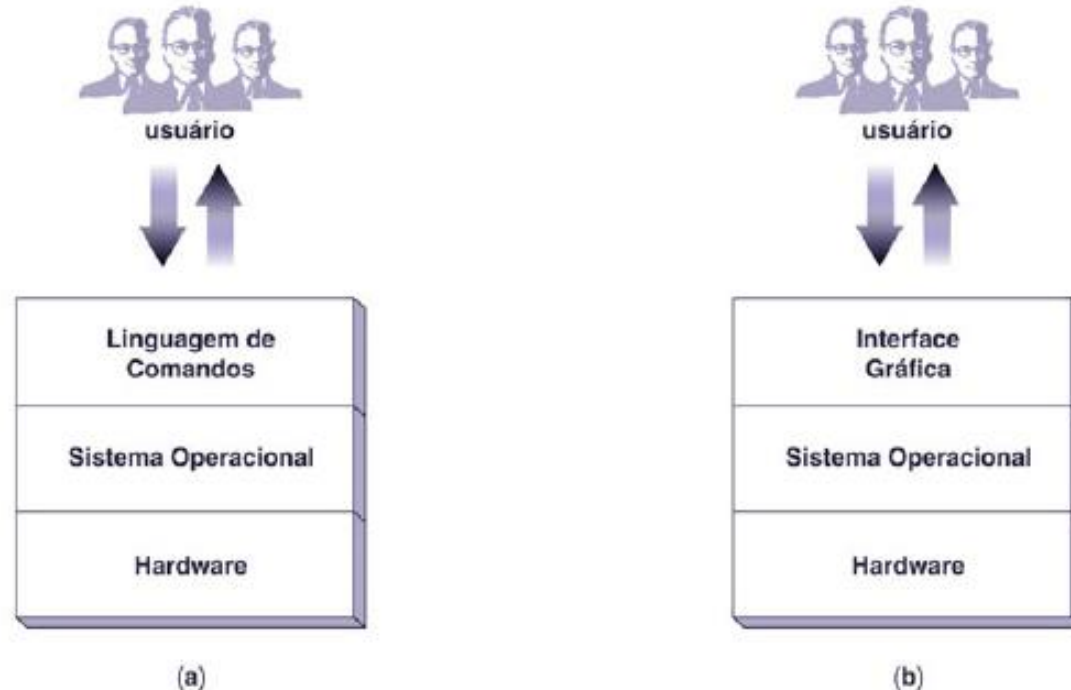 usuário
Linguagem de
Comandos
Sistema Operacional
Hardware
(a)
usuário
Interface
Gráfica
Sistema Operacional
Hardware
(b)